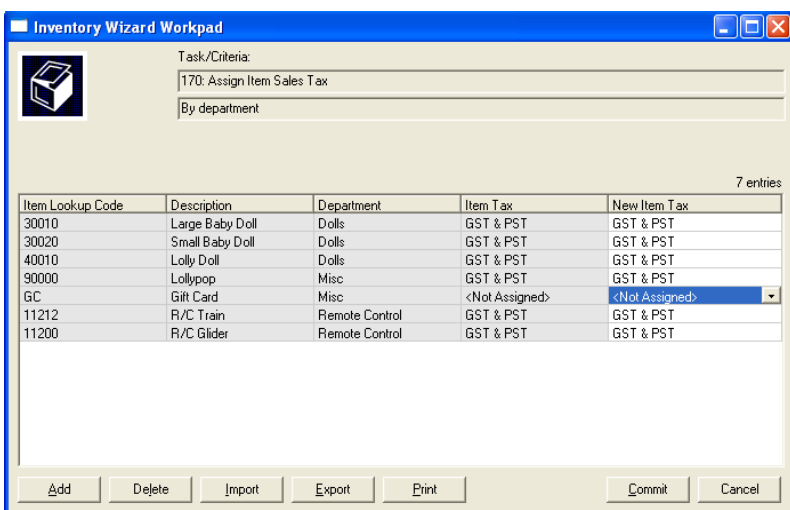 Inventory Wizard Workpad
Task/Criteria:
170: Assign Item Sales Tax
By department
7 entries
Item Lookup Code Description Department Item Tax New Item Tax
30010 Large Baby Doll Dolls GST & PST GST & PST
30020 Small Baby Doll Dolls GST & PST GST & PST
40010 Lolly Doll Dolls GST & PST GST & PST
90000 Lollypop Misc GST & PST GST & PST
GC Gift Card Misc <Not Assigned> <Not Assigned>
11212 R/C Train Remote Control GST & PST GST & PST
11200 R/C Glider Remote Control GST & PST GST & PST
Add Delete Import Export Print Commit Cancel